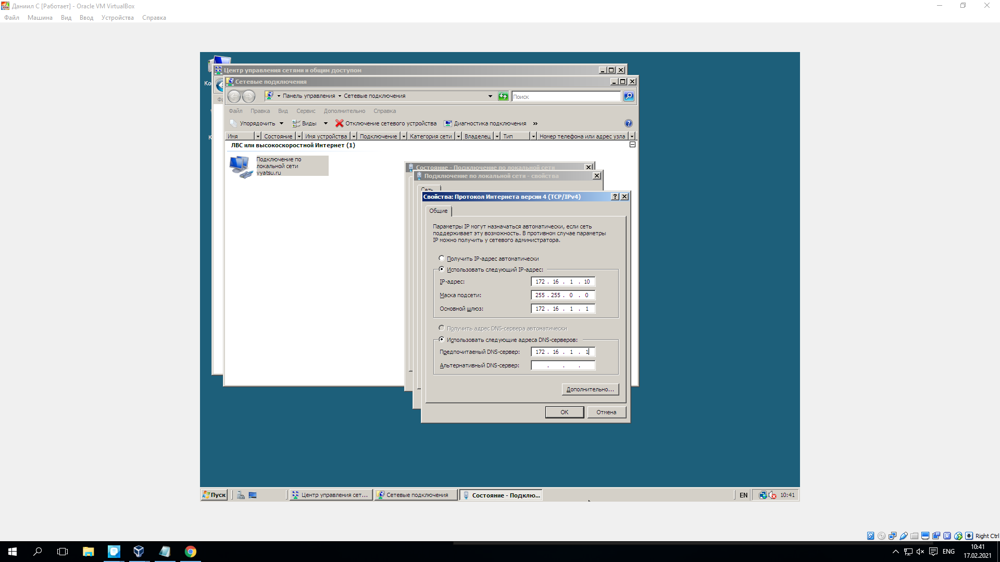 Даниил С [Работает] - Oracle VM VirtualBox
Файл Машина Вид Ввод Устройства Справка
Центр управления сетями и общим доступом
Сетевые подключения
Панель управления Сетевые подключения
Поиск
Файл Правка Вид Сервис Дополнительно Справка
Упорядочить Виды Отключение сетевого устройства Диагностика подключения »
Имя Состояние Имя устройства Подключение Категория сети Владелец Тип Номер телефона или адрес узла
ЛВС или высокоскоростной Интернет (1)
Подключение по
локальной сети
vyatsu.ru
Состояние - Подключение по локальной сети
Подключение по локальной сети - свойства
Сеть
Свойства: Протокол Интернета версии 4 (TCP/IPv4)
Общие
Параметры IP могут назначаться автоматически, если сеть
поддерживает эту возможность. В противном случае параметры
IP можно получить у сетевого администратора.
Получить IP-адрес автоматически
Использовать следующий IP-адрес:
IP-адрес: 172 . 16 . 1 . 10
Маска подсети: 255 . 255 . 0 . 0
Основной шлюз: 172 . 16 . 1 . 1
Получить адрес DNS-сервера автоматически
Использовать следующие адреса DNS-серверов:
Предпочитаемый DNS-сервер: 172 . 16 . 1 . 1
Альтернативный DNS-сервер: . . .
Дополнительно...
OK Отмена
Пуск Центр управления сет... Сетевые подключения Состояние - Подклю... EN 10:41
Right Ctrl
ENG 10:41
17.02.2021